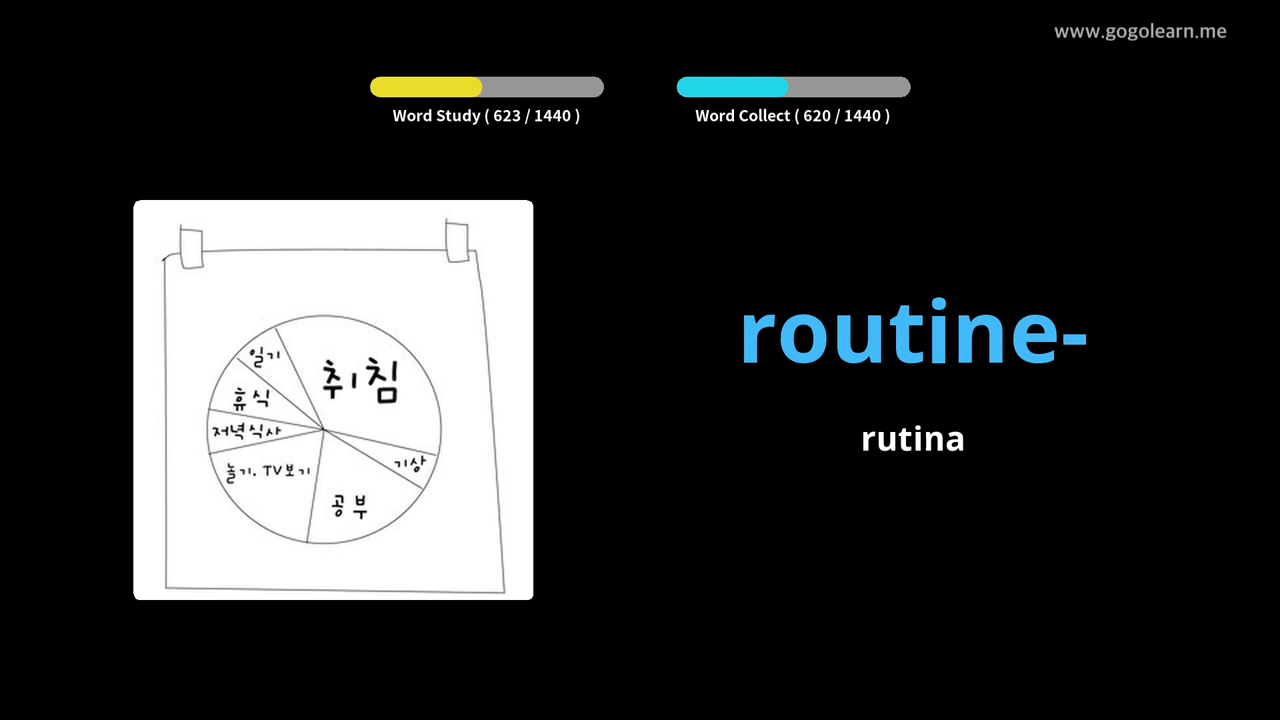 www.gogolearn.me
Word Study ( 623 / 1440 )
Word Collect ( 620 / 1440 )
일기
취침
휴식
저녁식사
놀기. TV보기
기상
공부
routine-
rutina